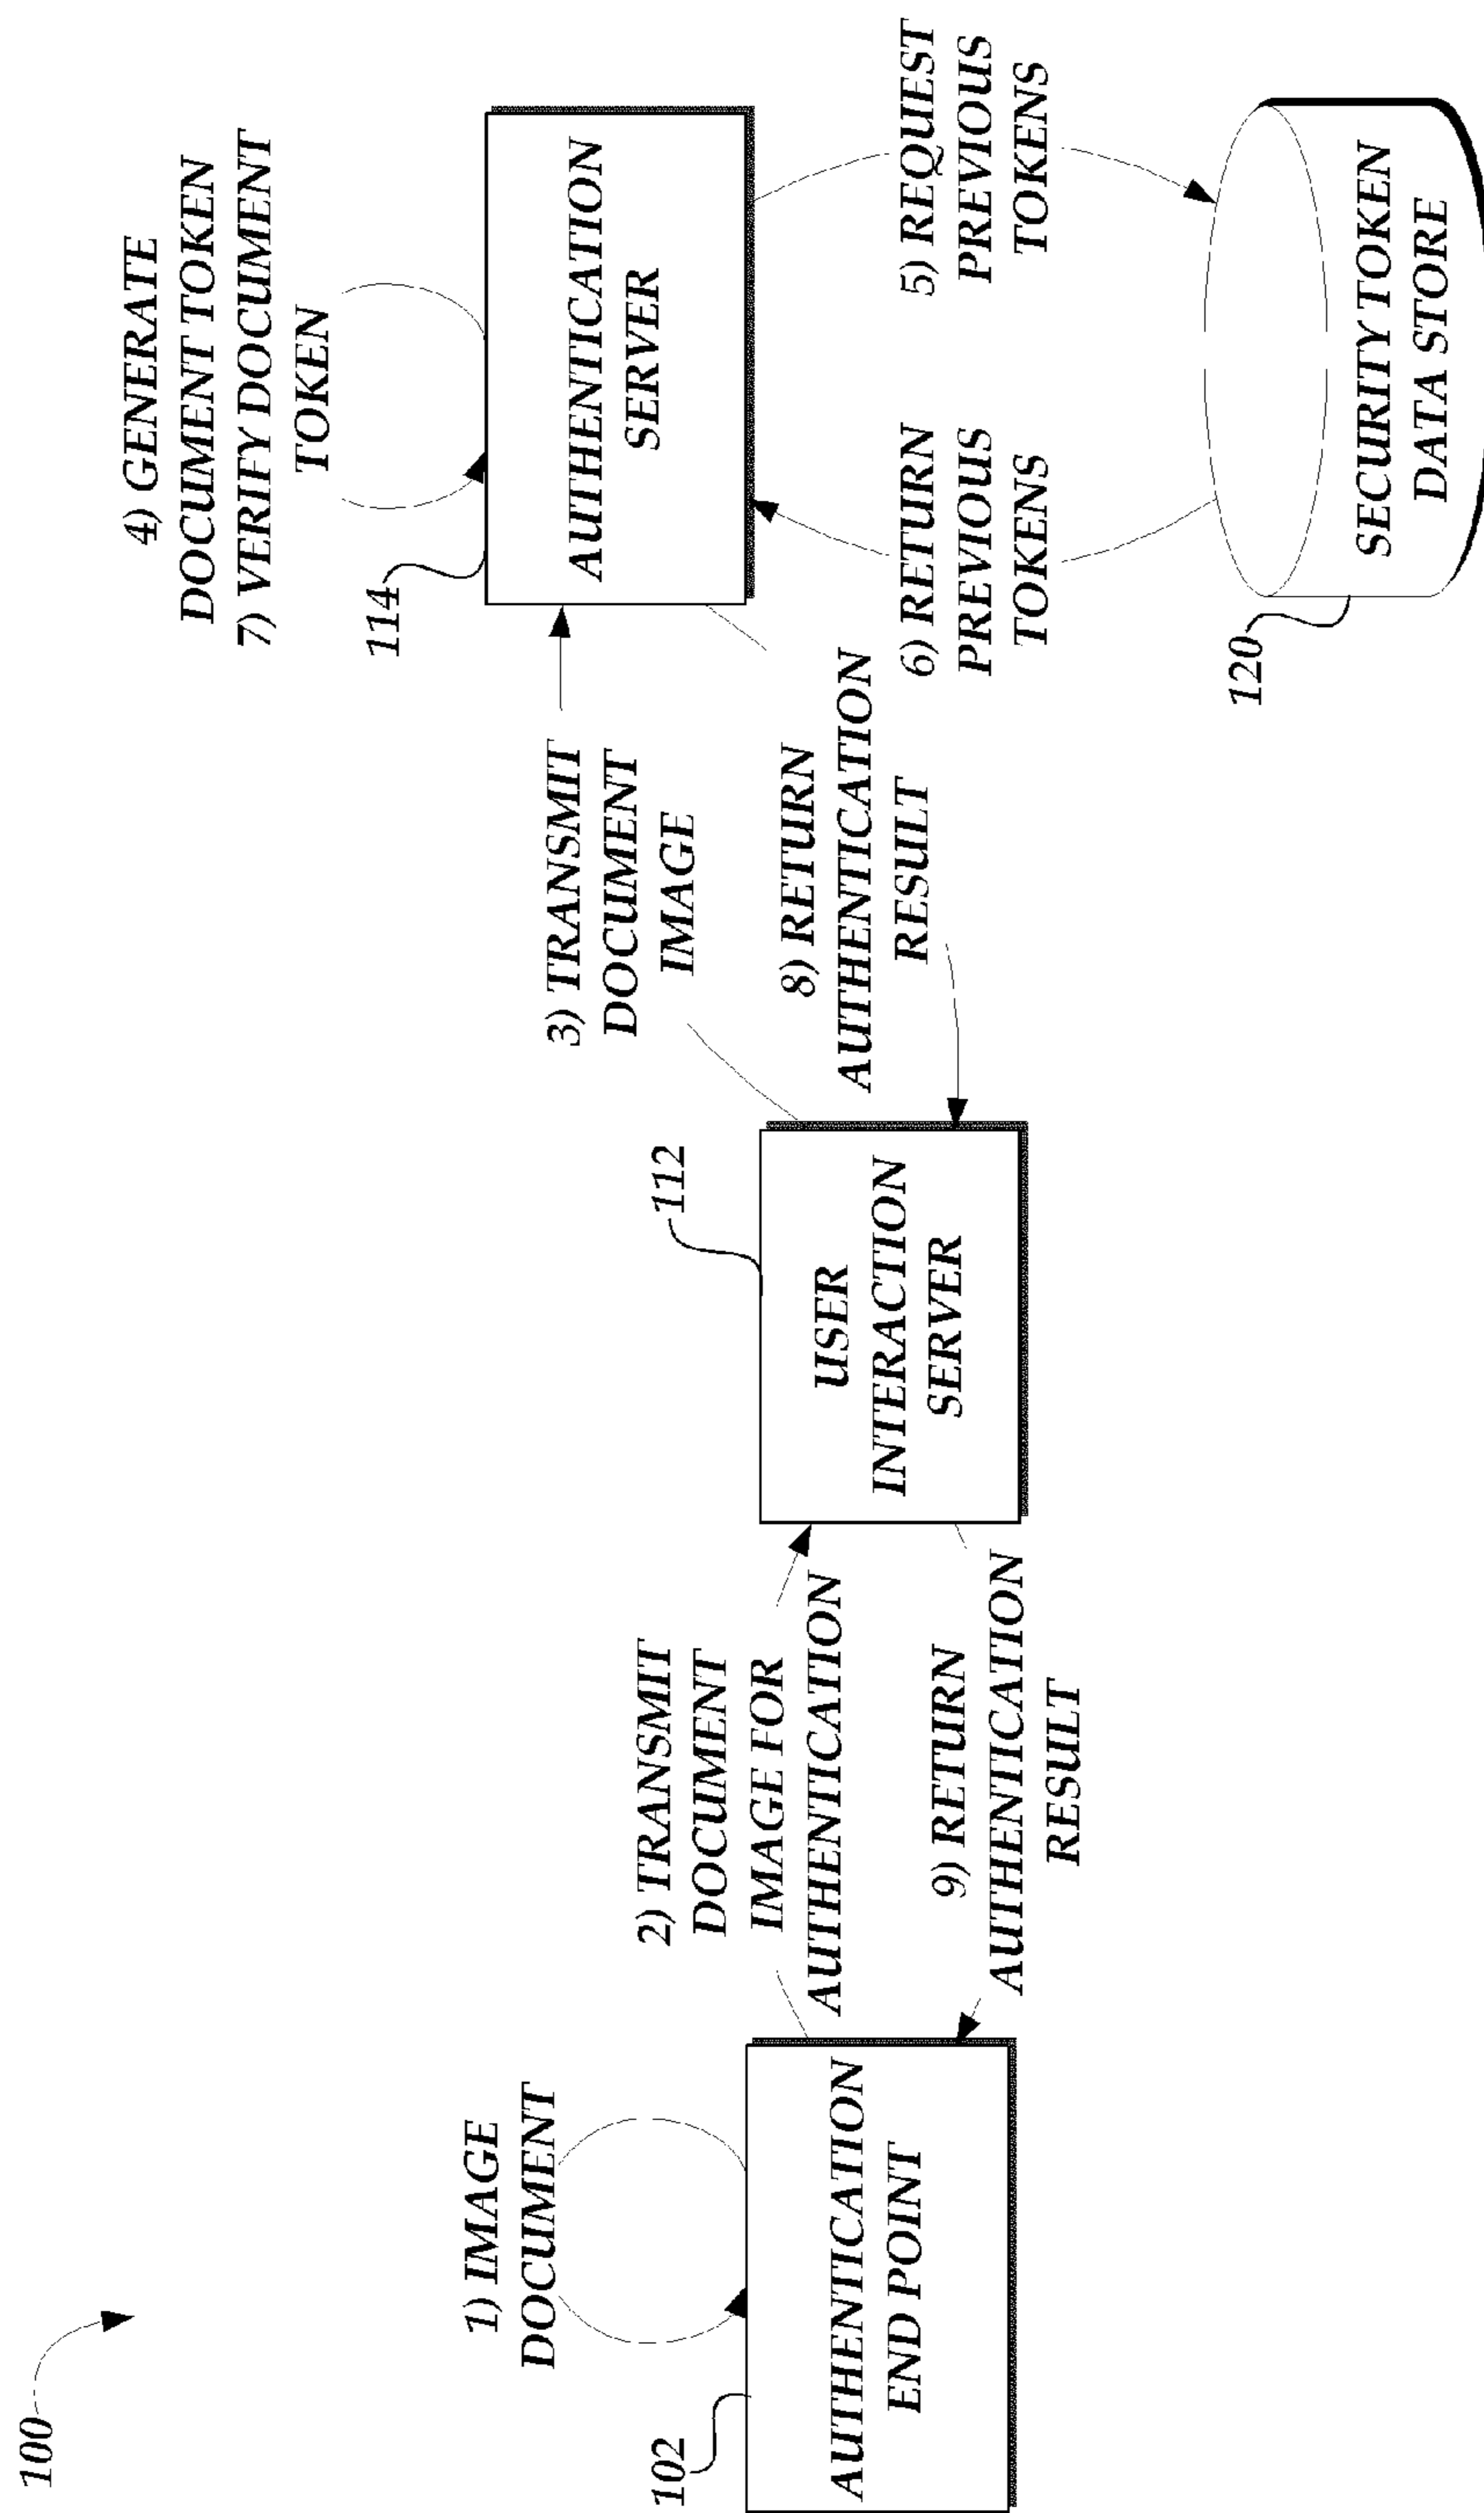 100
1) IMAGE
DOCUMENT
102
AUTHENTICATION
END POINT
2) TRANSMIT
DOCUMENT
IMAGE FOR
AUTHENTICATION
9) RETURN
AUTHENTICATION
RESULT
112
USER
INTERACTION
SERVER
3) TRANSMIT
DOCUMENT
IMAGE
8) RETURN
AUTHENTICATION
RESULT
4) GENERATE
DOCUMENT TOKEN
7) VERIFY DOCUMENT
TOKEN
114
AUTHENTICATION
SERVER
6) RETURN
PREVIOUS
TOKENS
5) REQUEST
PREVIOUS
TOKENS
120
SECURITY TOKEN
DATA STORE